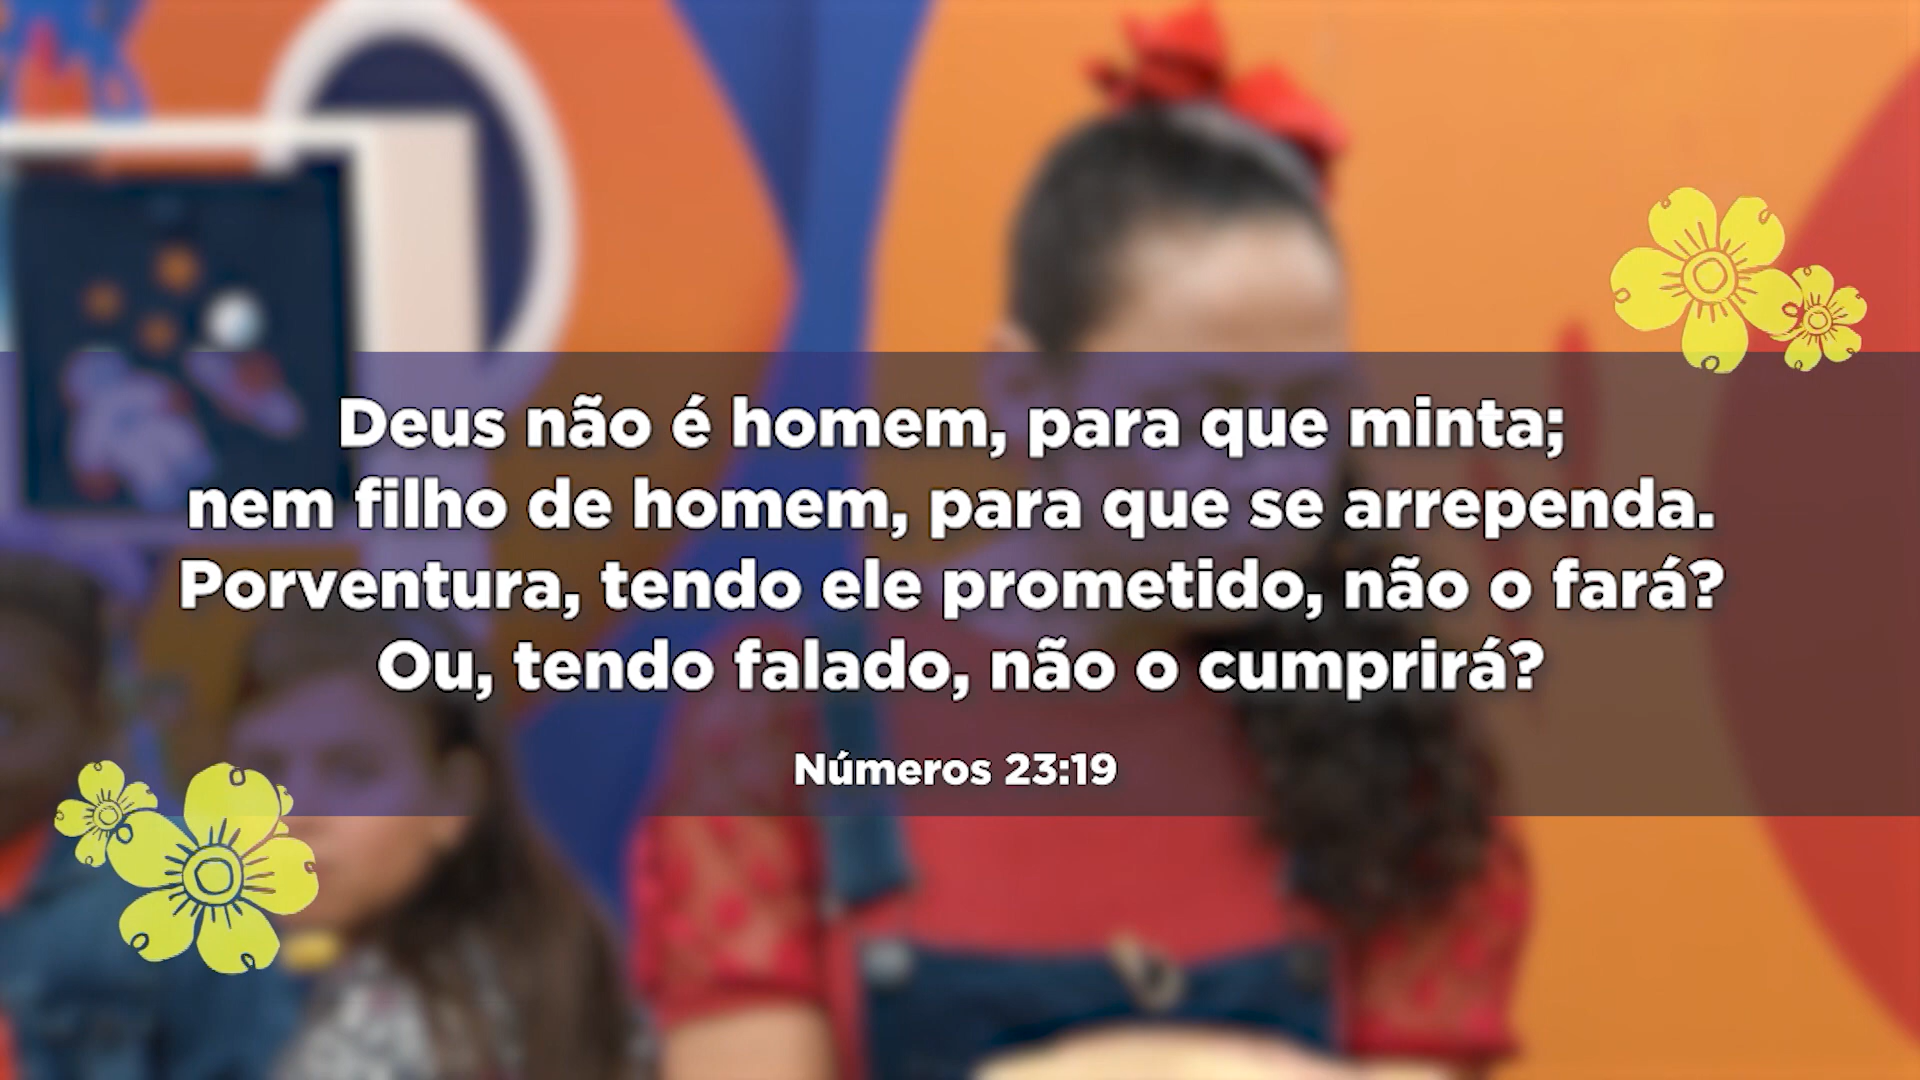 Deus não é homem, para que minta;
nem filho de homem, para que se arrependa.
Porventura, tendo ele prometido, não o fará?
Ou, tendo falado, não o cumprirá?
Números 23:19